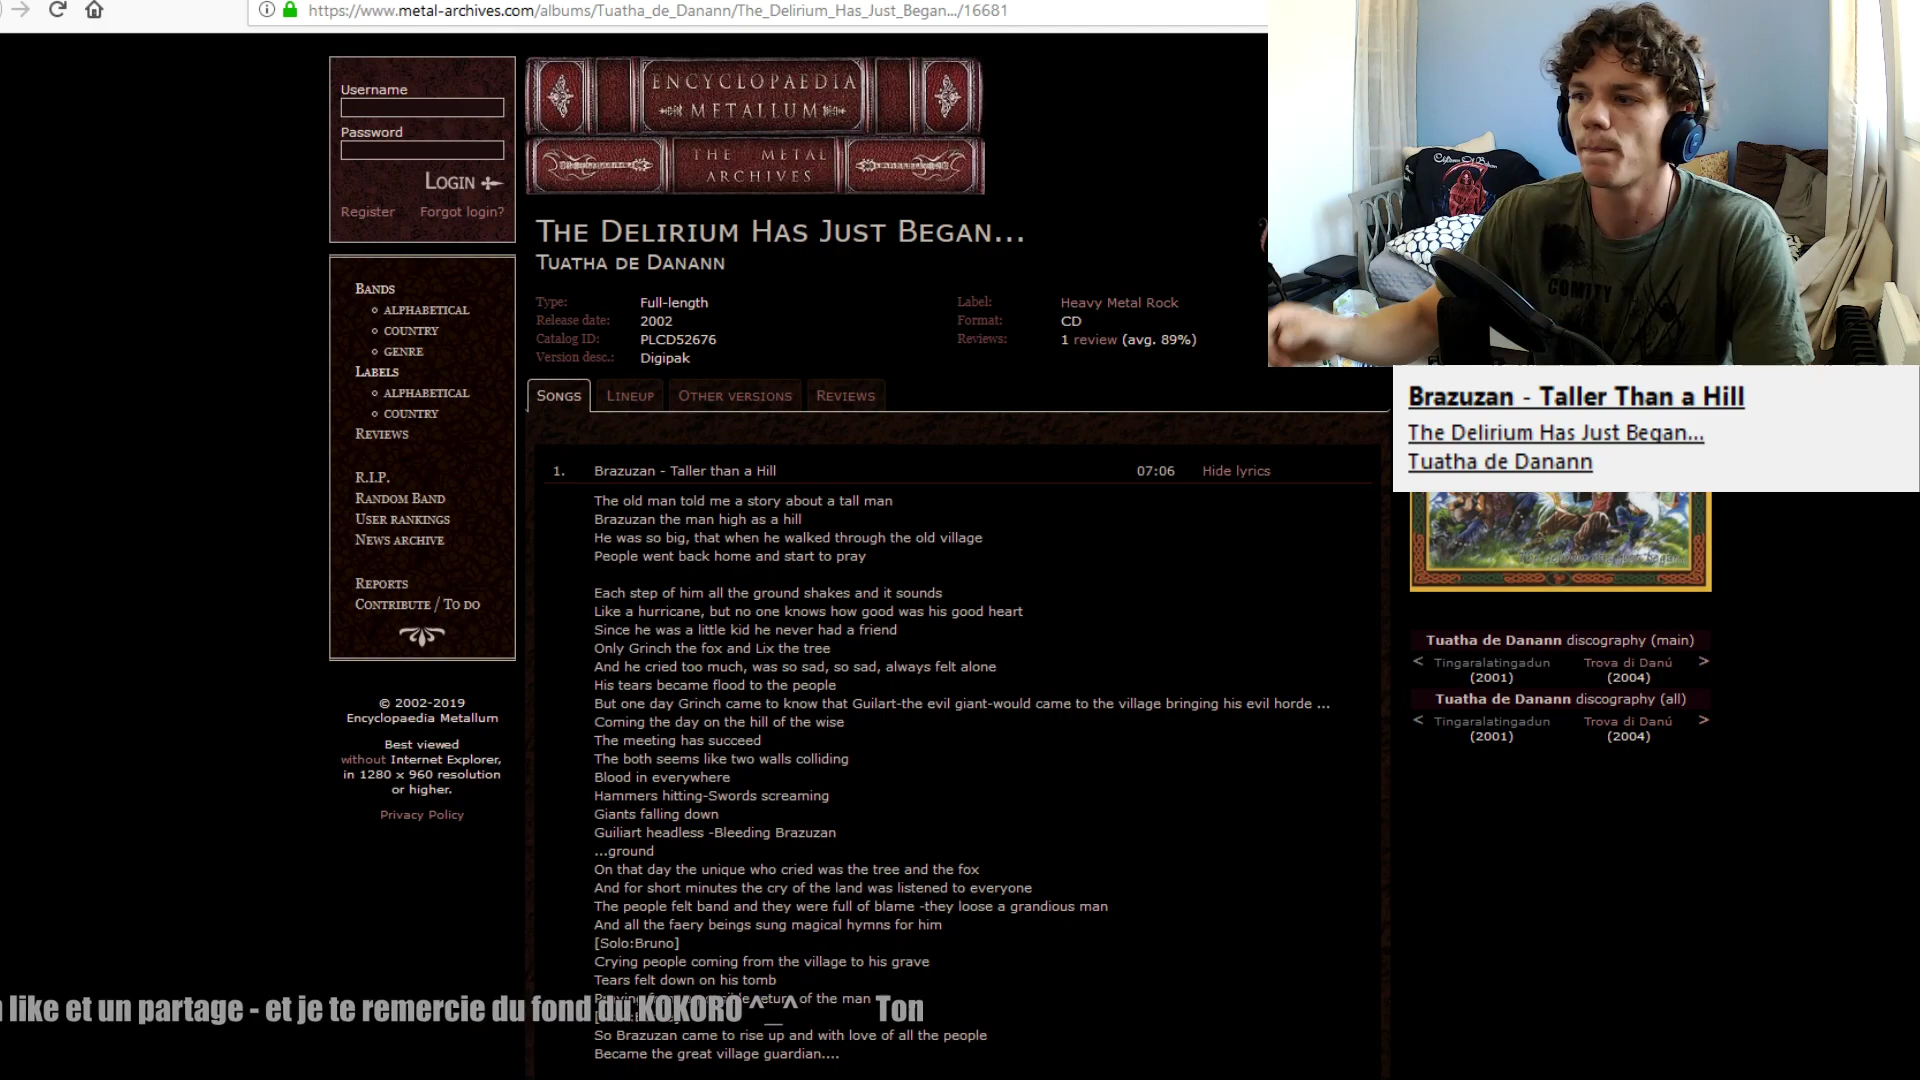 https://www.metal-archives.com/albums/Tuatha_de_Danann/The_Delirium_Has_Just_Began.../16681
Username
Password
LOGIN
Register Forgot login?
ENCYCLOPAEDIA
METALLUM
THE METAL
ARCHIVES
THE DELIRIUM HAS JUST BEGAN...
TUATHA DE DANANN
Type: Full-length
Release date: 2002
Catalog ID: PLCD52676
Version desc.: Digipak
Label: Heavy Metal Rock
Format: CD
Reviews: 1 review (avg. 89%)
BANDS
ALPHABETICAL
COUNTRY
GENRE
LABELS
ALPHABETICAL
COUNTRY
REVIEWS
R.I.P.
RANDOM BAND
USER RANKINGS
NEWS ARCHIVE
REPORTS
CONTRIBUTE / TO DO
© 2002-2019
Encyclopaedia Metallum
Best viewed
without Internet Explorer,
in 1280 x 960 resolution
or higher.
Privacy Policy
SONGS LINEUP OTHER VERSIONS REVIEWS
1. Brazuzan - Taller than a Hill 07:06 Hide lyrics
The old man told me a story about a tall man
Brazuzan the man high as a hill
He was so big, that when he walked through the old village
People went back home and start to pray
Each step of him all the ground shakes and it sounds
Like a hurricane, but no one knows how good was his good heart
Since he was a little kid he never had a friend
Only Grinch the fox and Lix the tree
And he cried too much, was so sad, so sad, always felt alone
His tears became flood to the people
But one day Grinch came to know that Guilart-the evil giant-would came to the village bringing his evil horde ...
Coming the day on the hill of the wise
The meeting has succeed
The both seems like two walls colliding
Blood in everywhere
Hammers hitting-Swords screaming
Giants falling down
Guiliart headless -Bleeding Brazuzan
...ground
On that day the unique who cried was the tree and the fox
And for short minutes the cry of the land was listened to everyone
The people felt band and they were full of blame -they loose a grandious man
And all the faery beings sung magical hymns for him
[Solo:Bruno]
Crying people coming from the village to his grave
Tears felt down on his tomb
of the man
like et un partage - et je te remercie du fond du KOKORO ^_^ Ton
So Brazuzan came to rise up and with love of all the people
Became the great village guardian....
Children Of Bodom
Brazuzan - Taller Than a Hill
The Delirium Has Just Began...
Tuatha de Danann
Tuatha de Danann discography (main)
< Tingaralatingadun (2001) Trova di Danú (2004) >
Tuatha de Danann discography (all)
< Tingaralatingadun (2001) Trova di Danú (2004) >